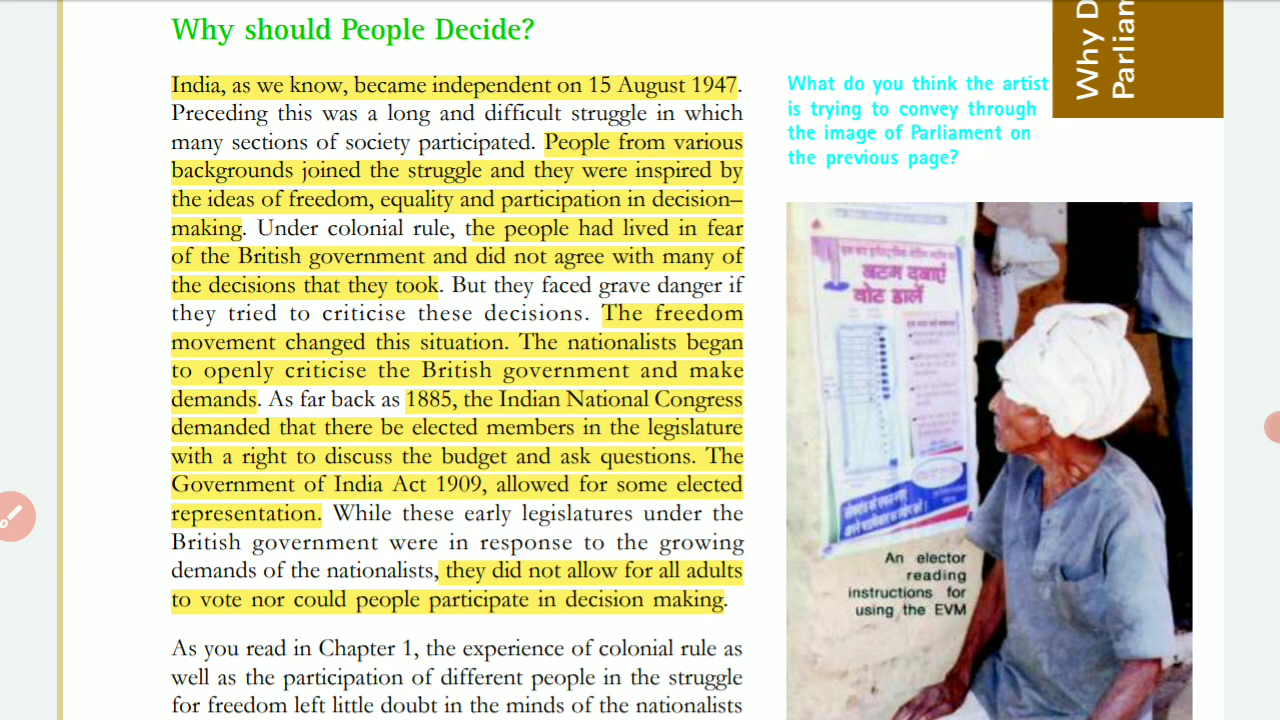 Why should People Decide?
India, as we know, became independent on 15 August 1947.
Preceding this was a long and difficult struggle in which
many sections of society participated. People from various
backgrounds joined the struggle and they were inspired by
the ideas of freedom, equality and participation in decision–
making. Under colonial rule, the people had lived in fear
of the British government and did not agree with many of
the decisions that they took. But they faced grave danger if
they tried to criticise these decisions. The freedom
movement changed this situation. The nationalists began
to openly criticise the British government and make
demands. As far back as 1885, the Indian National Congress
demanded that there be elected members in the legislature
with a right to discuss the budget and ask questions. The
Government of India Act 1909, allowed for some elected
representation. While these early legislatures under the
British government were in response to the growing
demands of the nationalists, they did not allow for all adults
to vote nor could people participate in decision making.
As you read in Chapter 1, the experience of colonial rule as
well as the participation of different people in the struggle
for freedom left little doubt in the minds of the nationalists
What do you think the artist
is trying to convey through
the image of Parliament on
the previous page?
Why D
Parliam
बटन दबाएं
वोट डालें
An elector
reading
instructions for
using the EVM